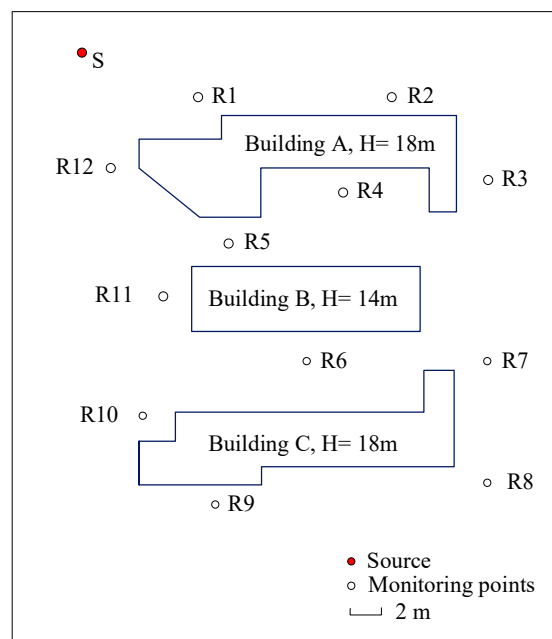 S
R1
R2
Building A, H= 18m
R12
R3
R4
R5
R11
Building B, H= 14m
R6
R7
R10
Building C, H= 18m
R8
R9
Source
Monitoring points
2 m